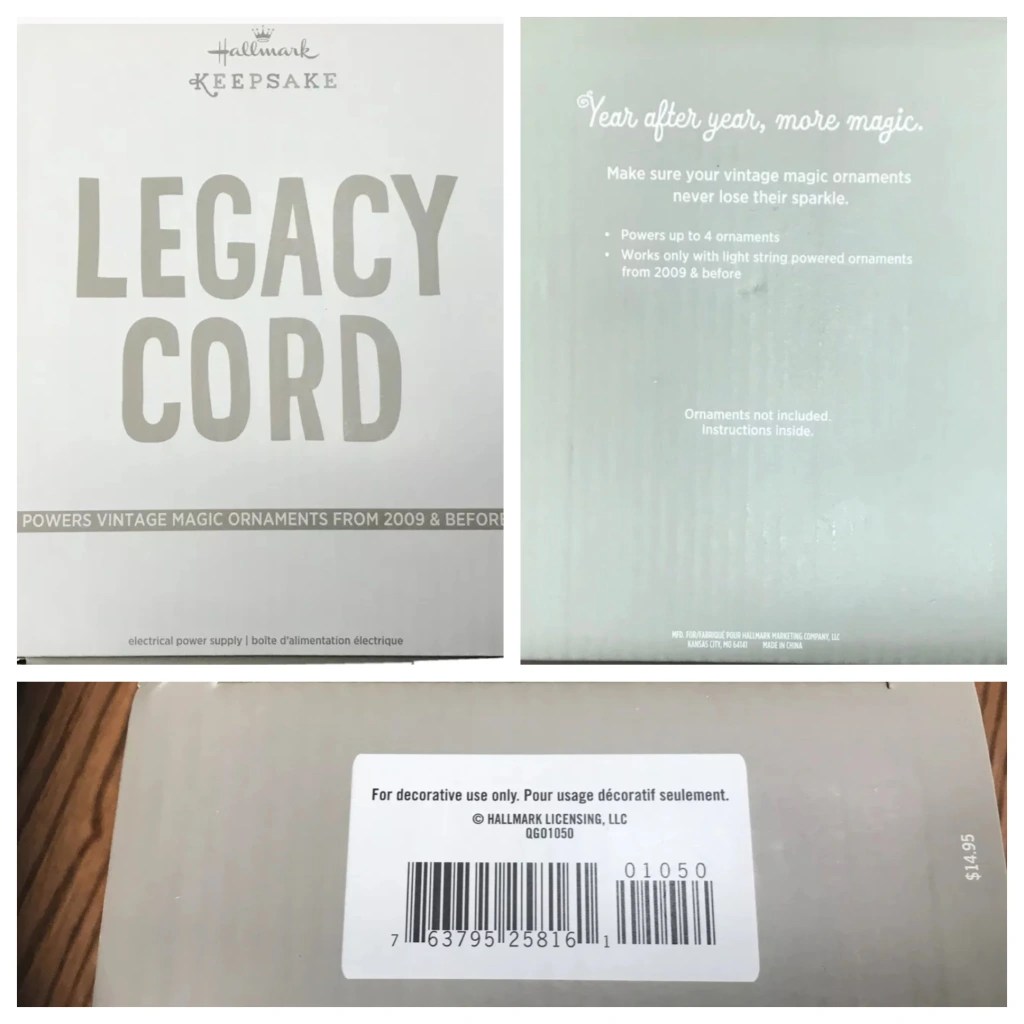 Hallmark
KEEPSAKE
LEGACY
CORD
POWERS VINTAGE MAGIC ORNAMENTS FROM 2009 & BEFORE
electrical power supply | boîte d'alimentation électrique
Year after year, more magic.
Make sure your vintage magic ornaments
never lose their sparkle.
• Powers up to 4 ornaments
• Works only with light string powered ornaments
from 2009 & before
Ornaments not included.
Instructions inside.
MFD. FOR/FABRIQUÉ POUR HALLMARK MARKETING COMPANY, LLC
KANSAS CITY, MO 64141 MADE IN CHINA
For decorative use only. Pour usage décoratif seulement.
© HALLMARK LICENSING, LLC
QGO1050
01050
7 63795 25816 1
$14.95